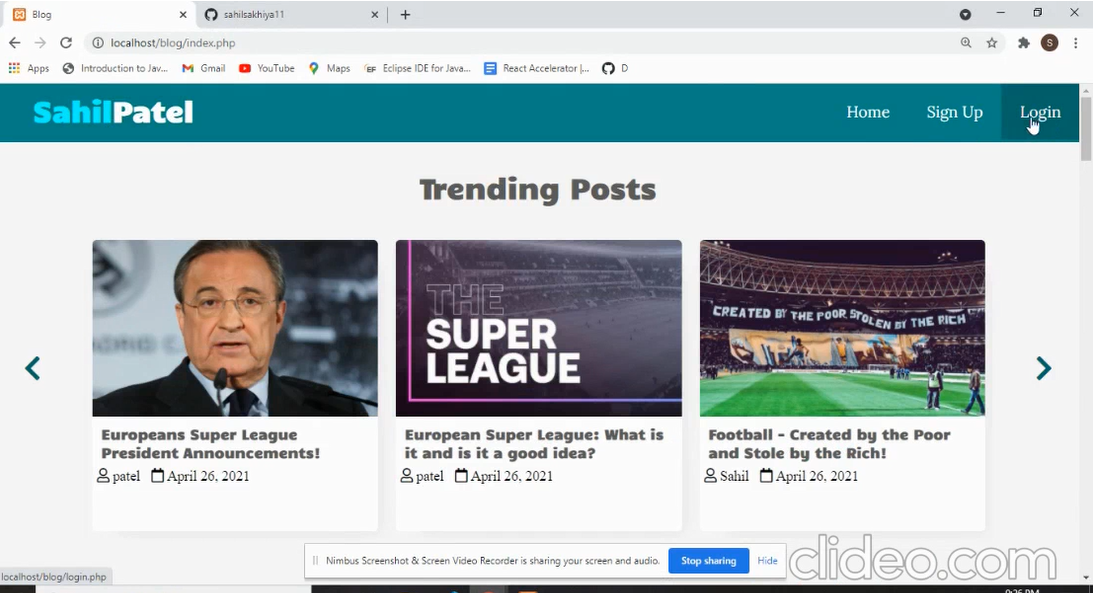 Blog
sahilsakhiya11
localhost/blog/index.php
S
Apps
Introduction to Jav...
Gmail
YouTube
Maps
Eclipse IDE for Java...
React Accelerator |...
D
SahilPatel
Home
Sign Up
Login
Trending Posts
THE
SUPER
LEAGUE
CREATED BY THE POOR STOLEN BY THE RICH
Europeans Super League
President Announcements!
patel April 26, 2021
European Super League: What is
it and is it a good idea?
patel April 26, 2021
Football - Created by the Poor
and Stole by the Rich!
Sahil April 26, 2021
Nimbus Screenshot & Screen Video Recorder is sharing your screen and audio.
Stop sharing
Hide
clideo.com
localhost/blog/login.php
9:26 PM